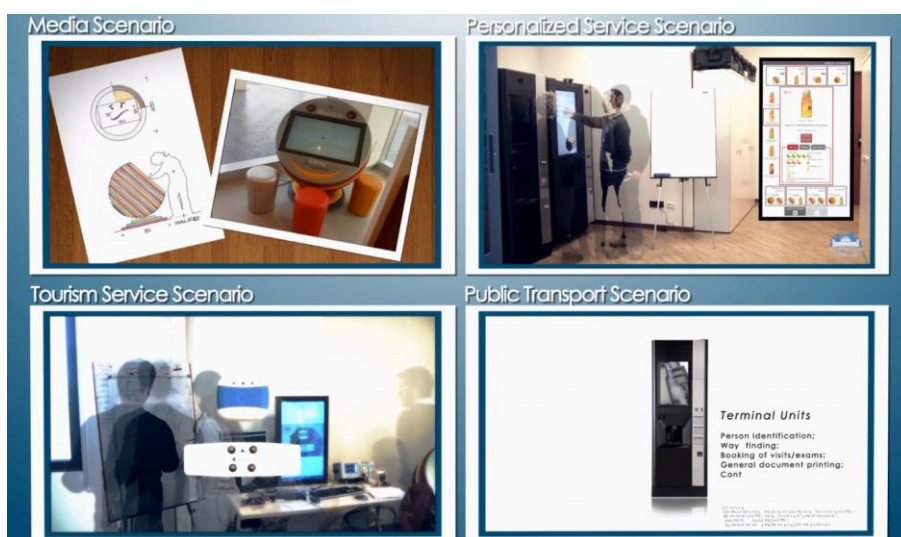 Media Scenario
Personalized Service Scenario
Tourism Service Scenario
Public Transport Scenario
Terminal Units
Person identification;
Way finding;
Booking of visits/exams;
General document printing;
Cont